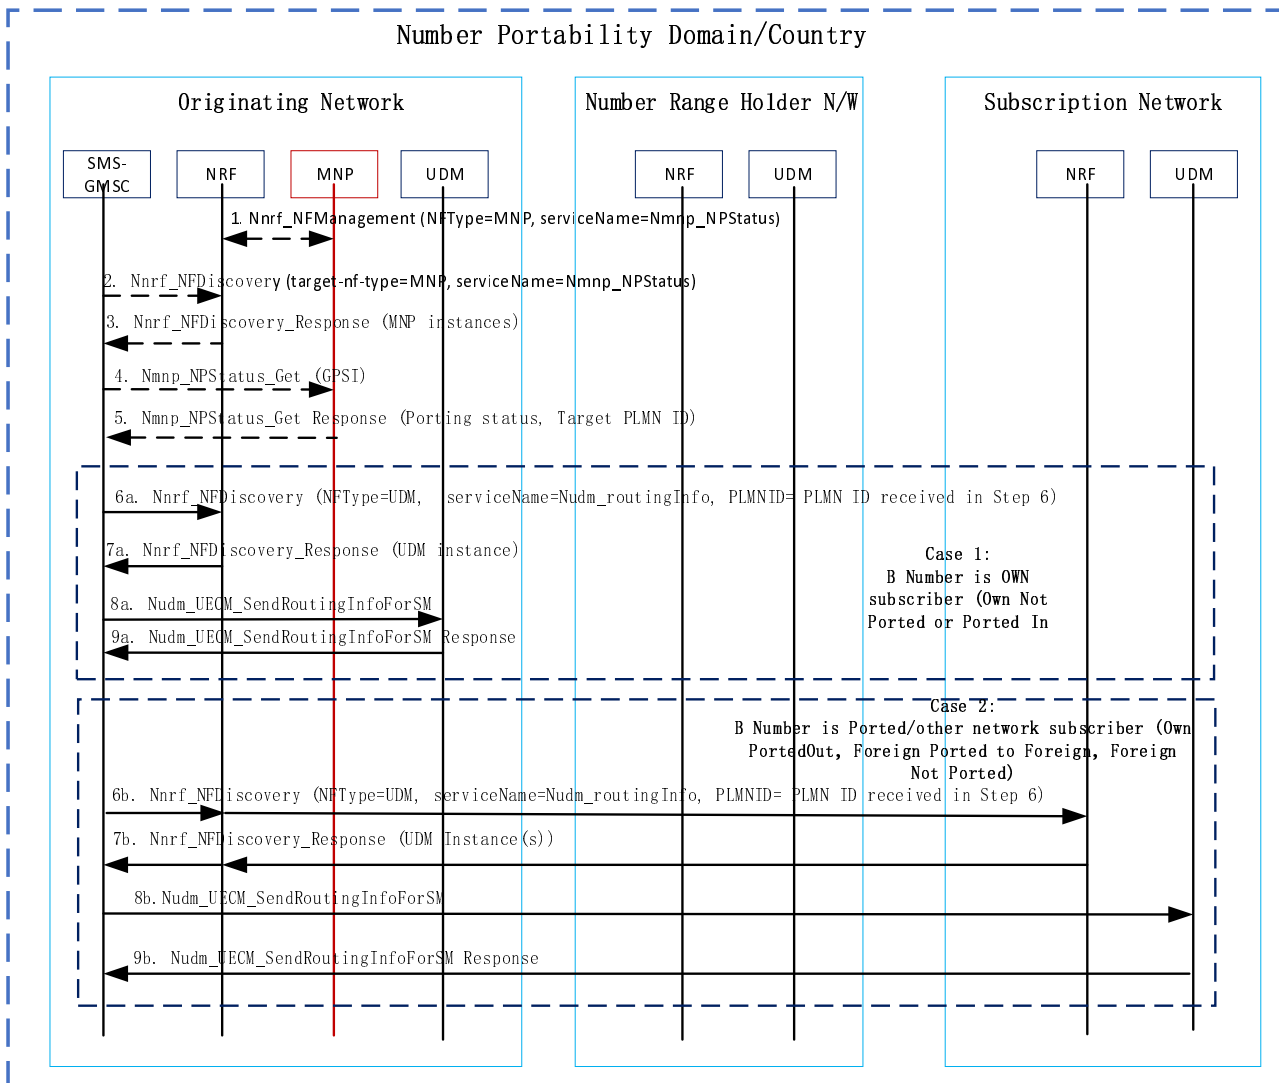 Number Portability Domain/Country
Originating Network
Number Range Holder N/W
Subscription Network
SMS-
GMSC
NRF
MNP
UDM
NRF
UDM
NRF
UDM
1. Nnrf_NFManagement (NFType=MNP, serviceName=Nmnp_NPStatus)
2. Nnrf_NFDiscovery (target-nf-type=MNP, serviceName=Nmnp_NPStatus)
3. Nnrf_NFDiscovery_Response (MNP instances)
4. Nmnp_NPStatus_Get (GPSI)
5. Nmnp_NPStatus_Get Response (Porting status, Target PLMN ID)
6a. Nnrf_NFDiscovery (NFType=UDM, serviceName=Nudm_routingInfo, PLMNID= PLMN ID received in Step 6)
7a. Nnrf_NFDiscovery_Response (UDM instance)
Case 1:
B Number is OWN
subscriber (Own Not
Ported or Ported In
8a. Nudm_UECM_SendRoutingInfoForSM
9a. Nudm_UECM_SendRoutingInfoForSM Response
Case 2:
B Number is Ported/other network subscriber (Own
PortedOut, Foreign Ported to Foreign, Foreign
Not Ported)
6b. Nnrf_NFDiscovery (NFType=UDM, serviceName=Nudm_routingInfo, PLMNID= PLMN ID received in Step 6)
7b. Nnrf_NFDiscovery_Response (UDM Instance(s))
8b. Nudm_UECM_SendRoutingInfoForSM
9b. Nudm_UECM_SendRoutingInfoForSM Response